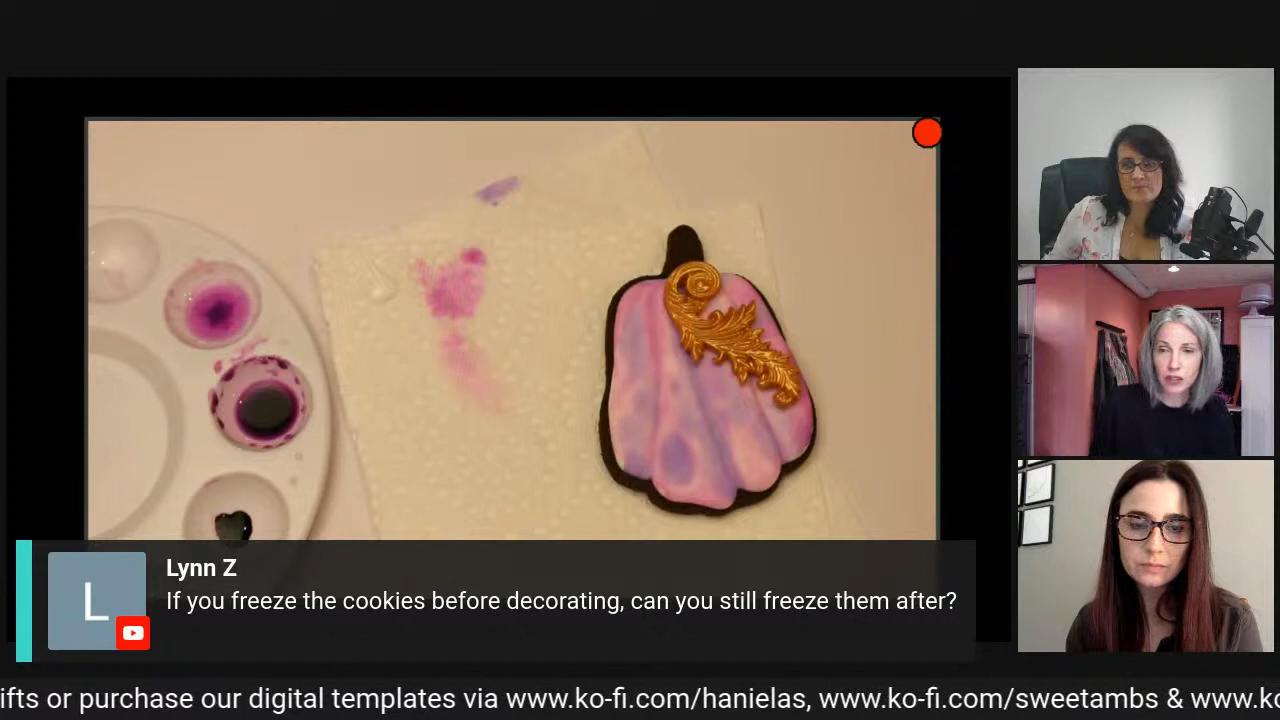 L
Lynn Z
If you freeze the cookies before decorating, can you still freeze them after?
ifts or purchase our digital templates via www.ko-fi.com/hanielas, www.ko-fi.com/sweetambs & www.ko